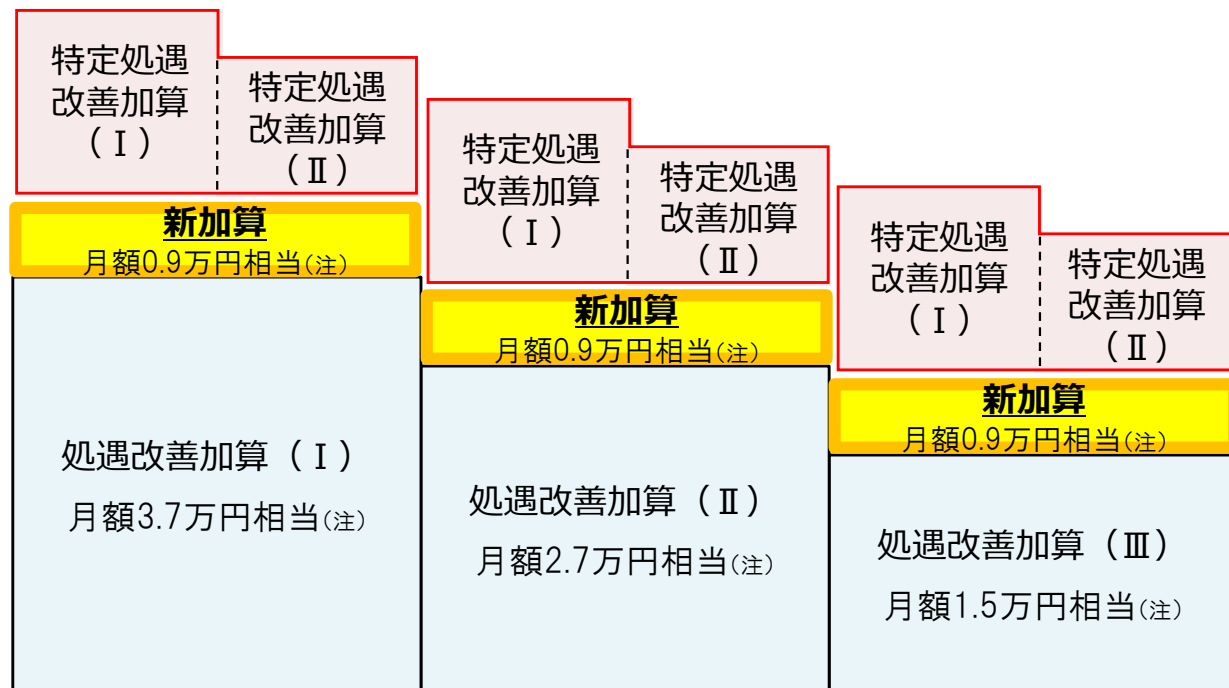 特定処遇
改善加算
（Ⅰ）
特定処遇
改善加算
（Ⅱ）
新加算
月額0.9万円相当(注)
処遇改善加算（Ⅰ）
月額3.7万円相当(注)
特定処遇
改善加算
（Ⅰ）
特定処遇
改善加算
（Ⅱ）
新加算
月額0.9万円相当(注)
処遇改善加算（Ⅱ）
月額2.7万円相当(注)
特定処遇
改善加算
（Ⅰ）
特定処遇
改善加算
（Ⅱ）
新加算
月額0.9万円相当(注)
処遇改善加算（Ⅲ）
月額1.5万円相当(注)